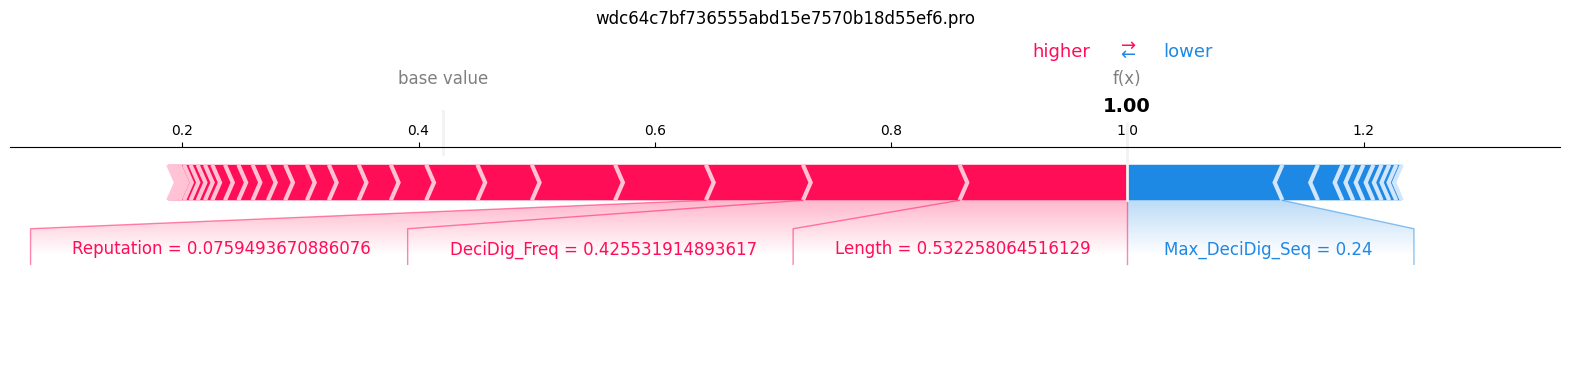 wdc64c7bf736555abd15e7570b18d55ef6.pro
higher ⇄ lower
base value f(x)
1.00
0.2 0.4 0.6 0.8 1.0 1.2
Reputation = 0.0759493670886076 DeciDig_Freq = 0.425531914893617 Length = 0.532258064516129 Max_DeciDig_Seq = 0.24